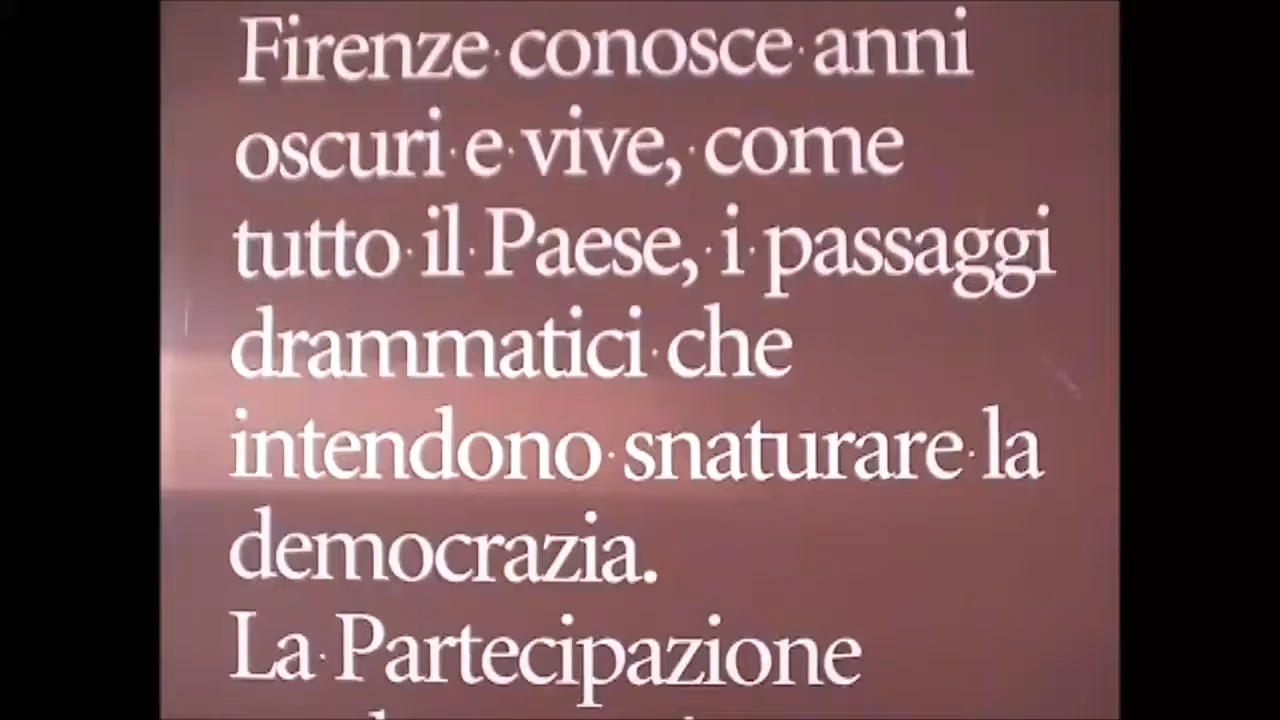 Firenze·conosce·anni
oscuri·e·vive,·come
tutto·il·Paese,·i·passaggi
drammatici·che
intendono·snaturare·la
democrazia.
La·Partecipazione